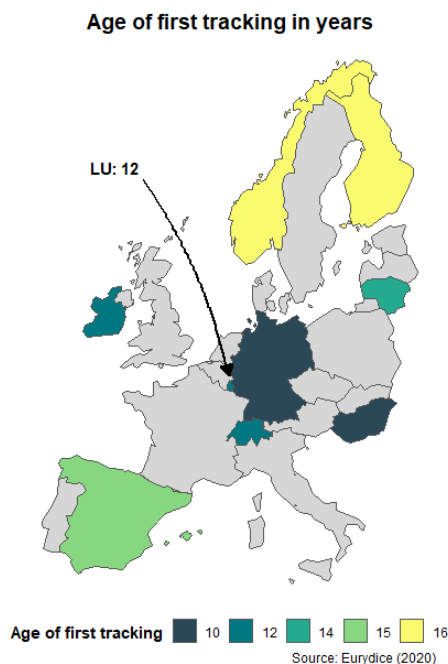 Age of first tracking in years
LU: 12
Age of first tracking 10 12 14 15 16
Source: Eurydice (2020)